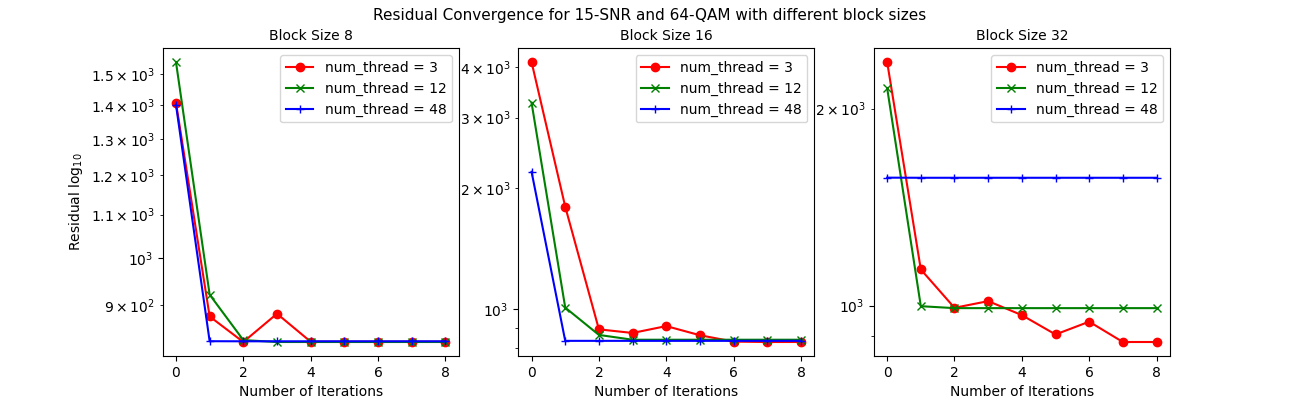 Residual Convergence for 15-SNR and 64-QAM with different block sizes
Block Size 8
Residual log₁₀
1.5 × 10³
1.4 × 10³
1.3 × 10³
1.2 × 10³
1.1 × 10³
10³
9 × 10²
num_thread = 3
num_thread = 12
num_thread = 48
0 2 4 6 8
Number of Iterations
Block Size 16
4 × 10³
3 × 10³
2 × 10³
10³
num_thread = 3
num_thread = 12
num_thread = 48
0 2 4 6 8
Number of Iterations
Block Size 32
2 × 10³
10³
num_thread = 3
num_thread = 12
num_thread = 48
0 2 4 6 8
Number of Iterations